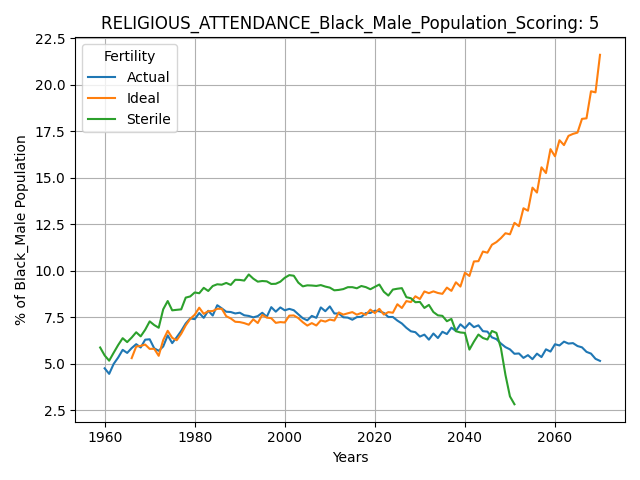 RELIGIOUS_ATTENDANCE_Black_Male_Population_Scoring: 5
22.5
20.0
17.5
15.0
12.5
10.0
7.5
5.0
2.5
% of Black_Male Population
Fertility
Actual
Ideal
Sterile
1960 1980 2000 2020 2040 2060
Years